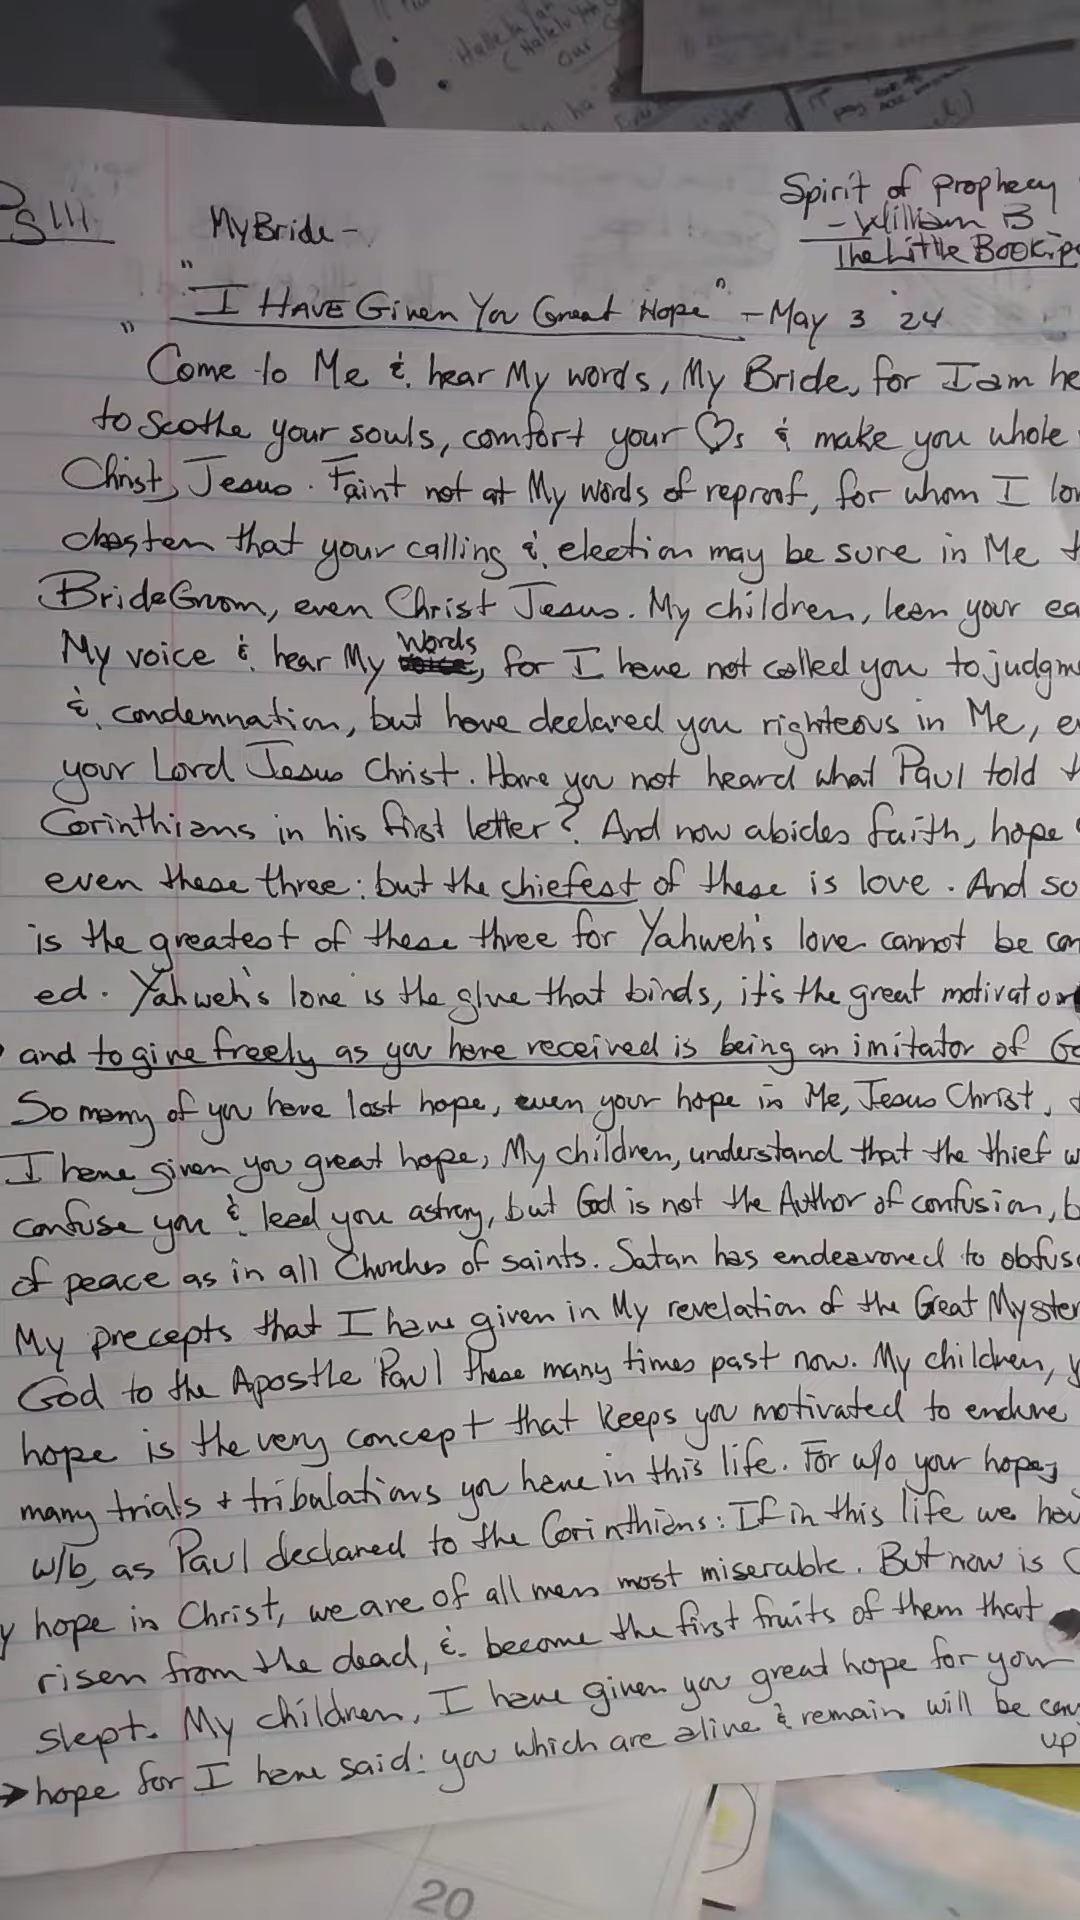 Halleluyah
(Halleluyah
our
Spirit of Prophecy
Ps 111
My Bride -
- William B
The Little Book
"I HAVE Given You Great Hope" - May 3 '24
" Come to Me & hear My words, My Bride, for I am he
to soothe your souls, comfort your ♡s & make you whole
Christ, Jesus. Faint not at My words of reproof, for whom I lo
chasten that your calling & election may be sure in Me t
BrideGroom, even Christ Jesus. My children, lean your ea
My voice & hear My Words, for I have not called you to judgm
& condemnation, but have declared you righteous in Me, e
your Lord Jesus Christ. Have you not heard what Paul told t
Corinthians in his first letter? And now abides faith, hope
even these three: but the chiefest of these is love. And so
is the greatest of these three for Yahweh's love cannot be con
ed. Yahweh's love is the glue that binds, it's the great motivator
and to give freely as you have received is being an imitator of Go
So many of you have lost hope, even your hope in Me, Jesus Christ,
I have given you great hope, My children, understand that the thief w
confuse you & lead you astray, but God is not the Author of confusion, b
of peace as in all Churches of saints. Satan has endeavored to obfus
My precepts that I have given in My revelation of the Great Myster
God to the Apostle Paul these many times past now. My children, y
hope is the very concept that keeps you motivated to endure
many trials + tribulations you have in this life. For w/o your hope,
w/b, as Paul declared to the Corinthians: If in this life we hav
y hope in Christ, we are of all men most miserable. But now is C
risen from the dead, & become the first fruits of them that
slept. My children, I have given you great hope for your
→ hope for I have said: you which are alive & remain will be cau
up
20